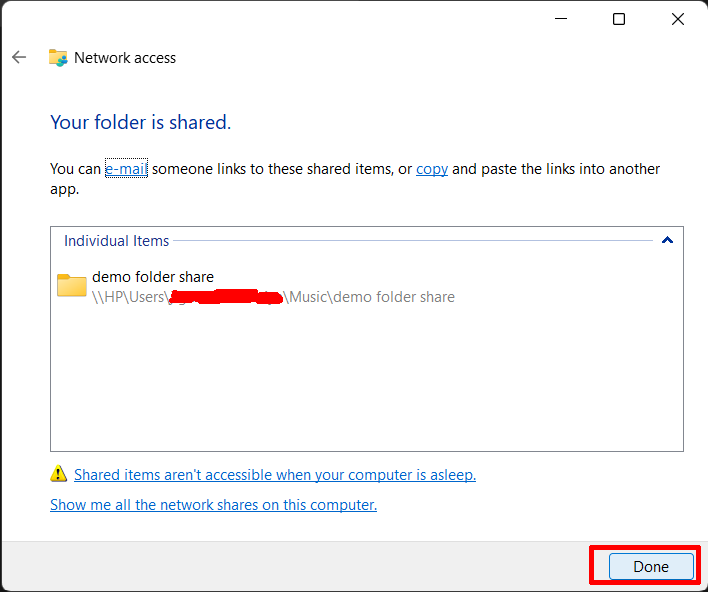 Network access
Your folder is shared.
You can e-mail someone links to these shared items, or copy and paste the links into another
app.
Individual Items
demo folder share
\\HP\Users\ \Music\demo folder share
Shared items aren't accessible when your computer is asleep.
Show me all the network shares on this computer.
Done